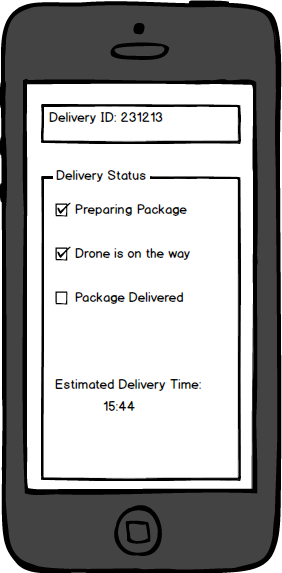 Delivery ID: 231213
Delivery Status
Preparing Package
Drone is on the way
Package Delivered
Estimated Delivery Time:
15:44